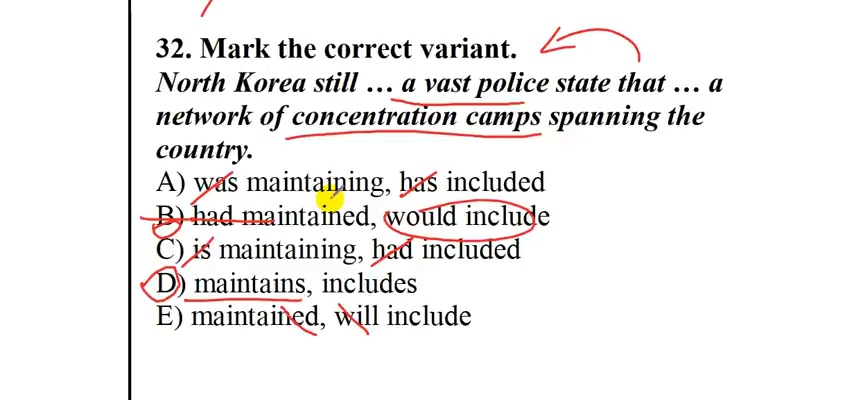 32. Mark the correct variant.
North Korea still … a vast police state that … a
network of concentration camps spanning the
country.
A) was maintaining, has included
B) had maintained, would include
C) is maintaining, had included
D) maintains, includes
E) maintained, will include